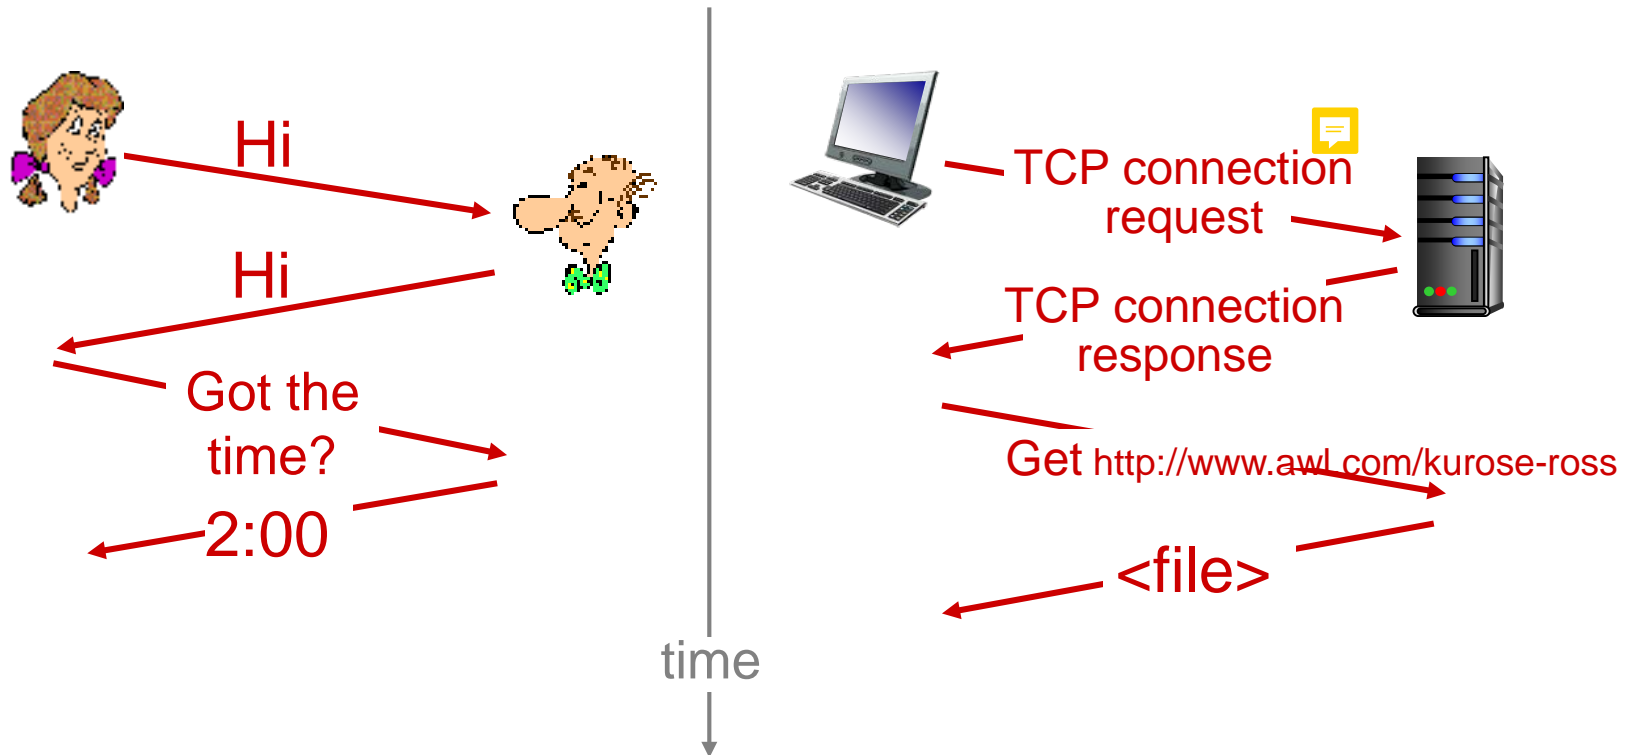 Hi
Hi
Got the
time?
2:00
time
TCP connection
request
TCP connection
response
Get http://www.awl.com/kurose-ross
<file>